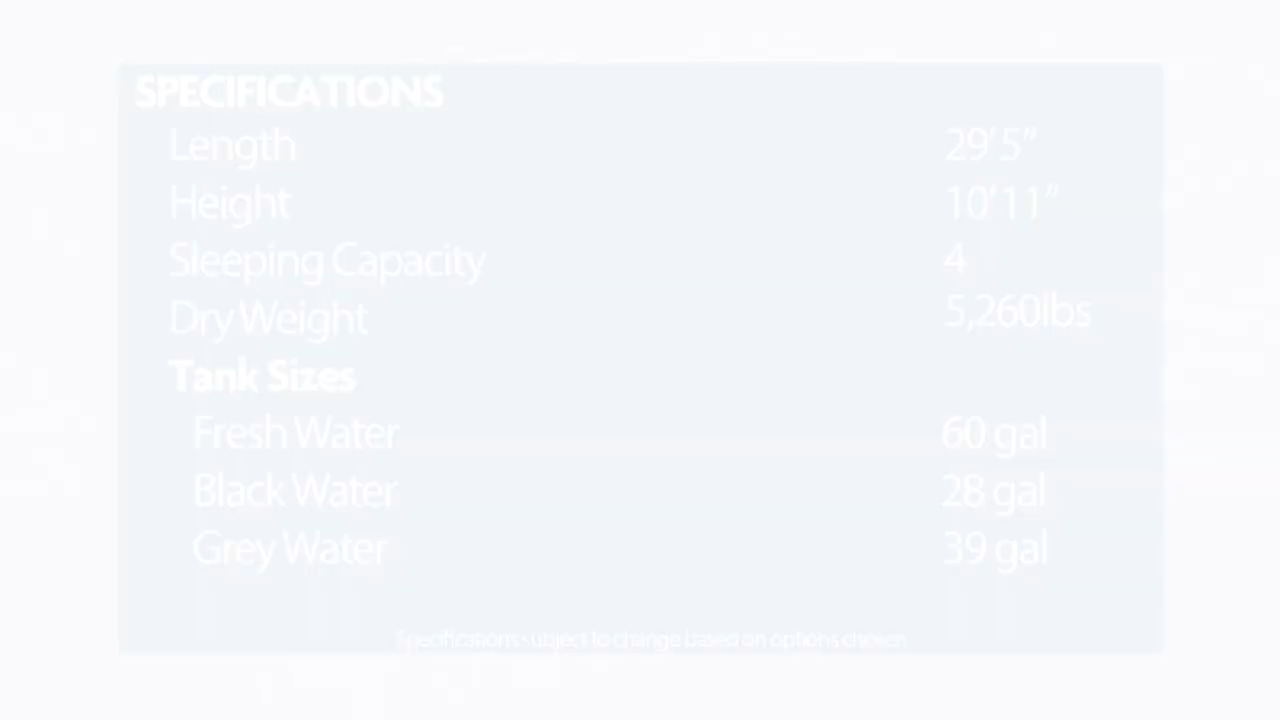 SPECIFICATIONS
Length 29'5"
Height 10'11"
Sleeping Capacity 4
Dry Weight 5,260lbs
Tank Sizes
Fresh Water 60 gal
Black Water 28 gal
Grey Water 39 gal
Specifications subject to change based on options chosen